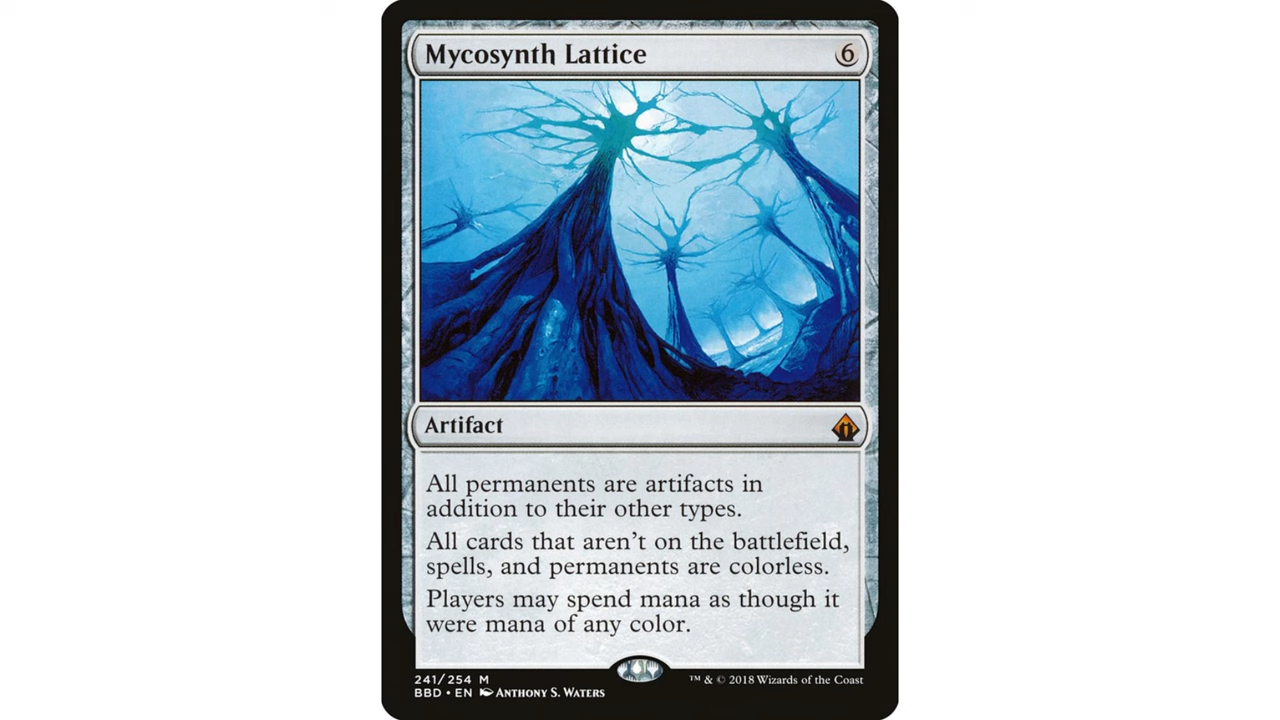 Mycosynth Lattice 6
Artifact
All permanents are artifacts in
addition to their other types.
All cards that aren't on the battlefield,
spells, and permanents are colorless.
Players may spend mana as though it
were mana of any color.
241/254 M
BBD • EN Anthony S. Waters
™ & © 2018 Wizards of the Coast